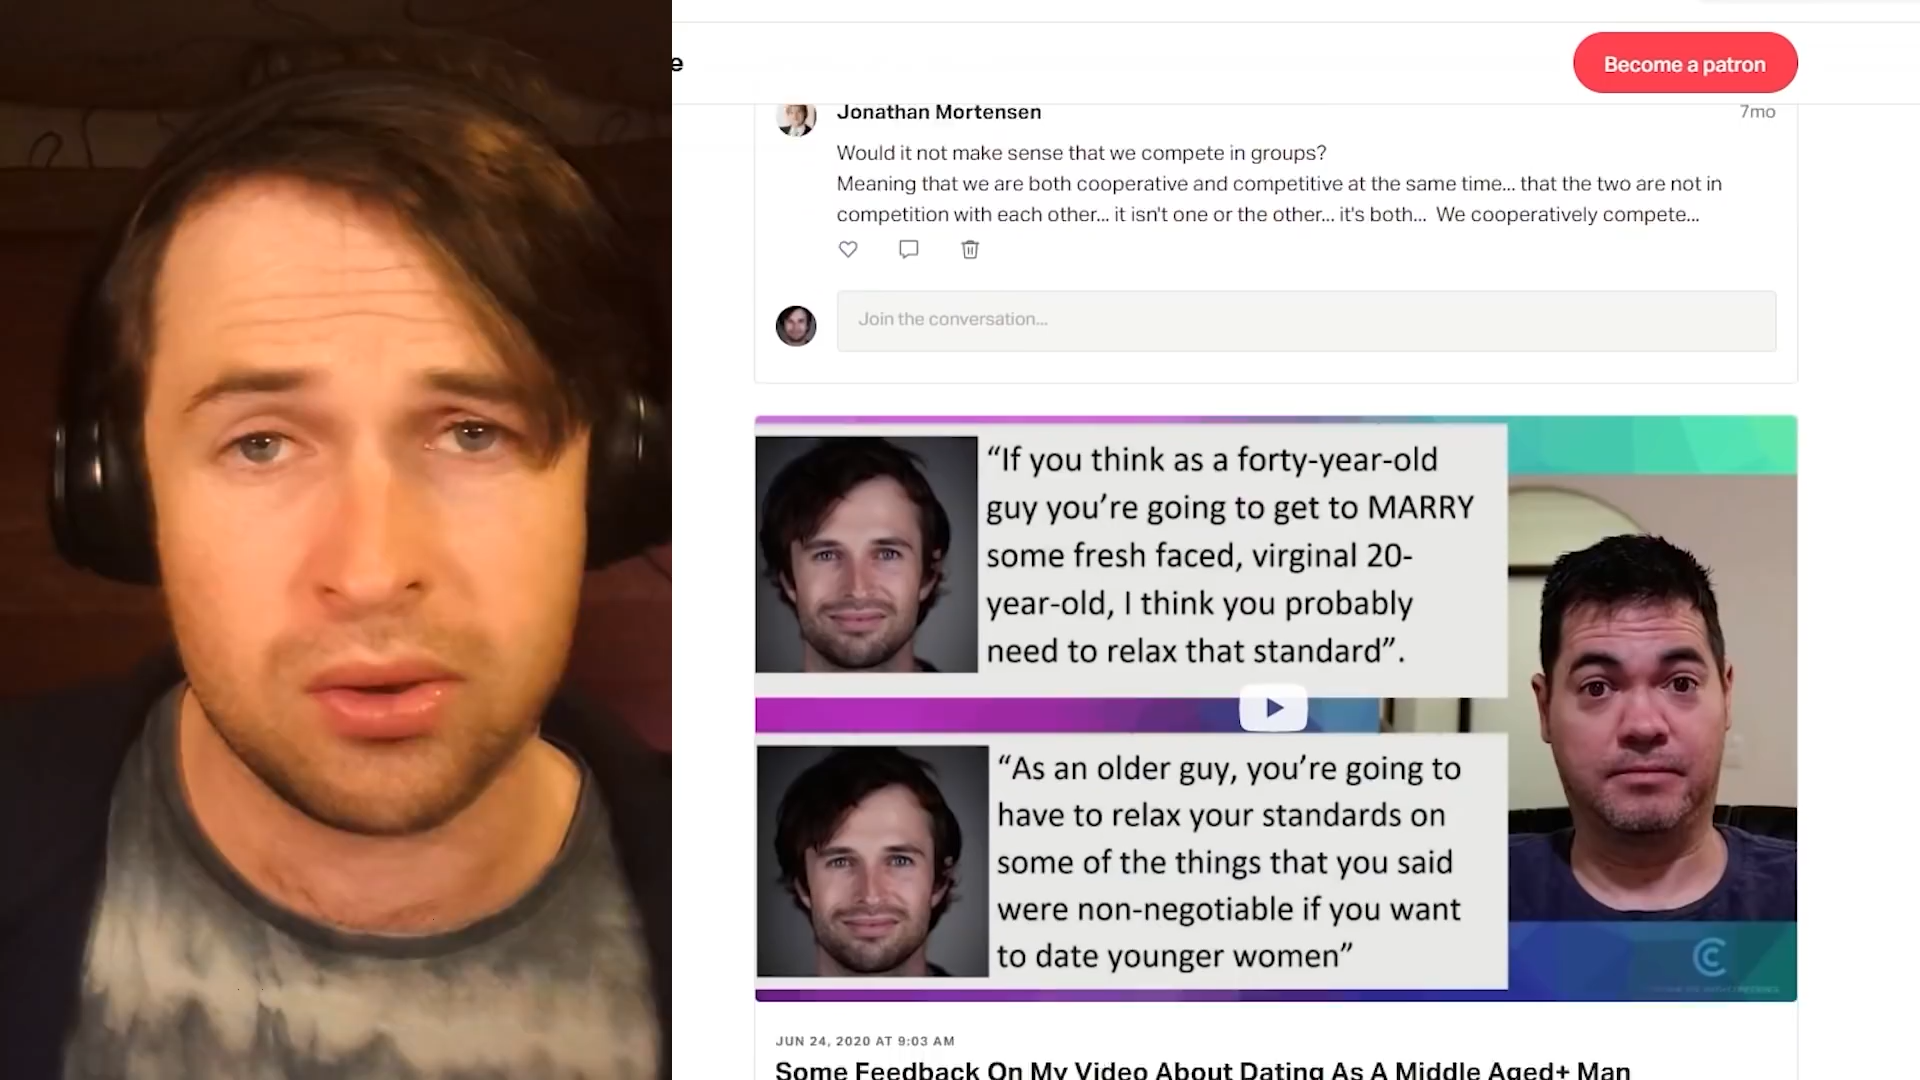 e
Become a patron
Jonathan Mortensen
7mo
Would it not make sense that we compete in groups?
Meaning that we are both cooperative and competitive at the same time... that the two are not in
competition with each other... it isn't one or the other... it's both... We cooperatively compete...
Join the conversation...
“If you think as a forty-year-old
guy you’re going to get to MARRY
some fresh faced, virginal 20-
year-old, I think you probably
need to relax that standard”.
“As an older guy, you’re going to
have to relax your standards on
some of the things that you said
were non-negotiable if you want
to date younger women”
JUN 24, 2020 AT 9:03 AM
Some Feedback On My Video About Dating As A Middle Aged+ Man